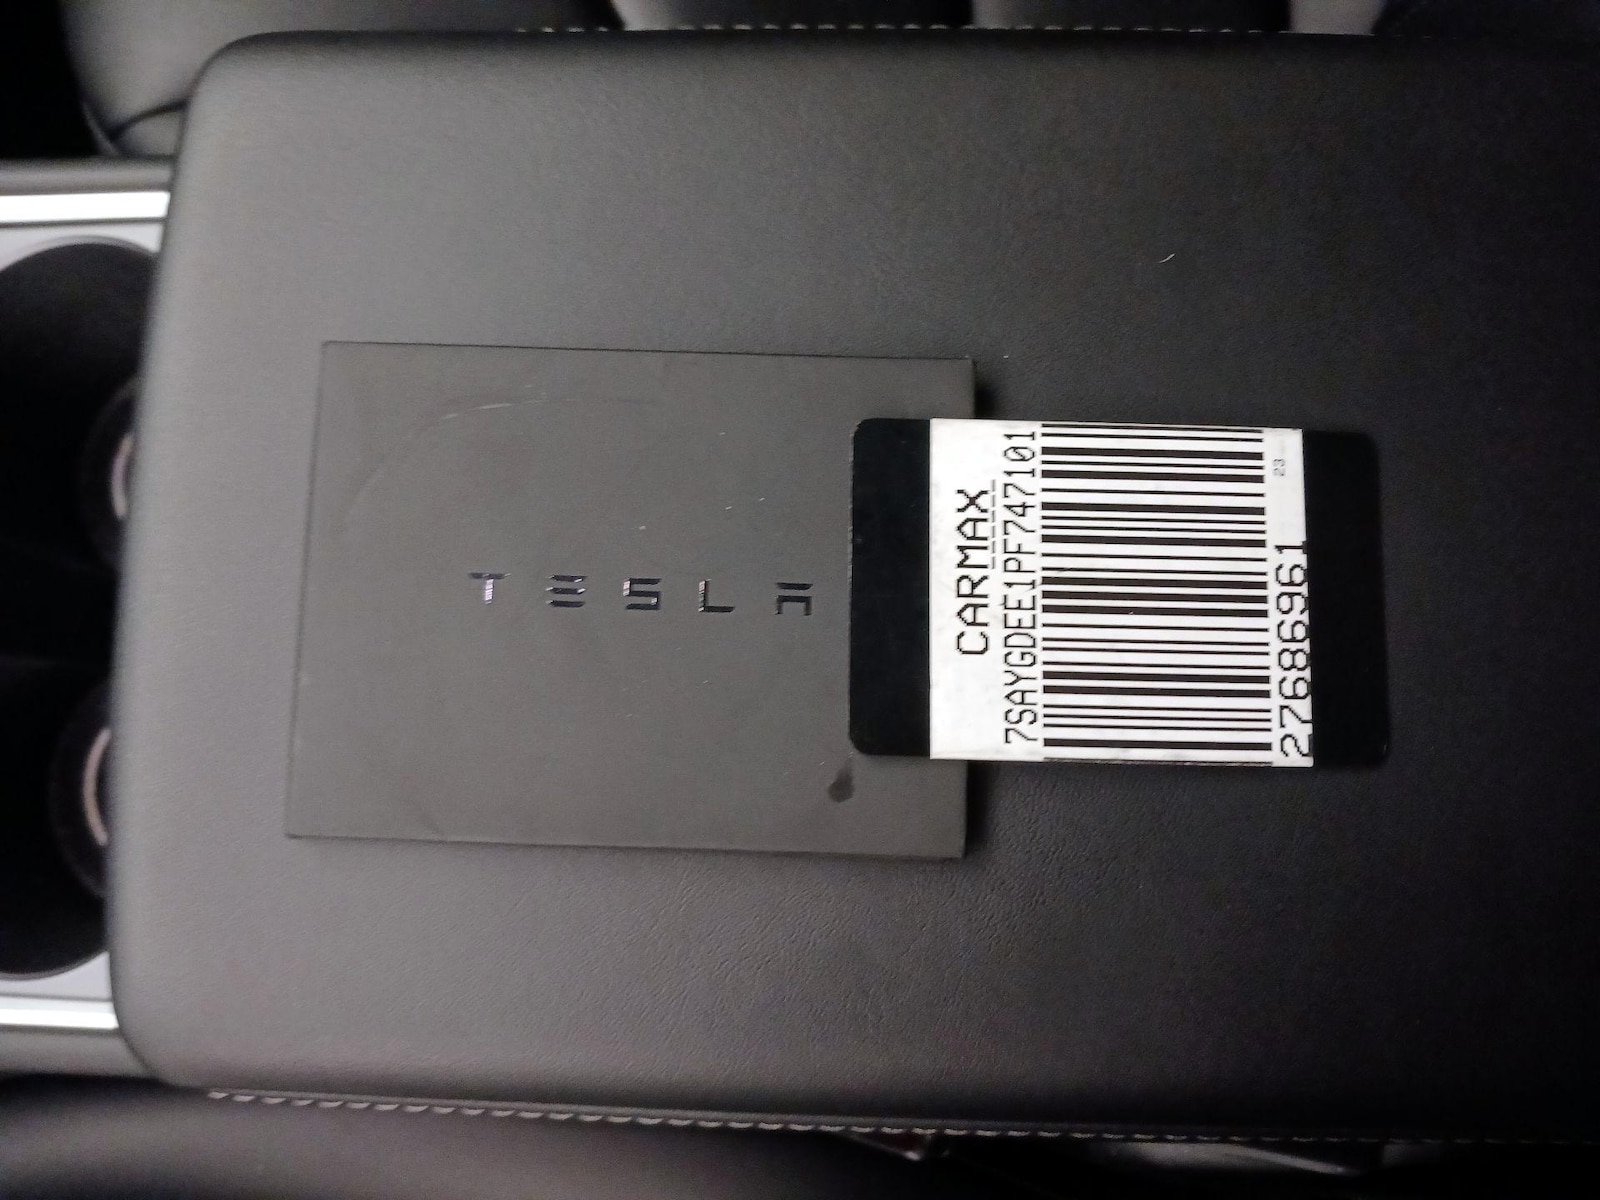 TESLA
CARMAX
7SAYGDEE1PF747101
23
27686961